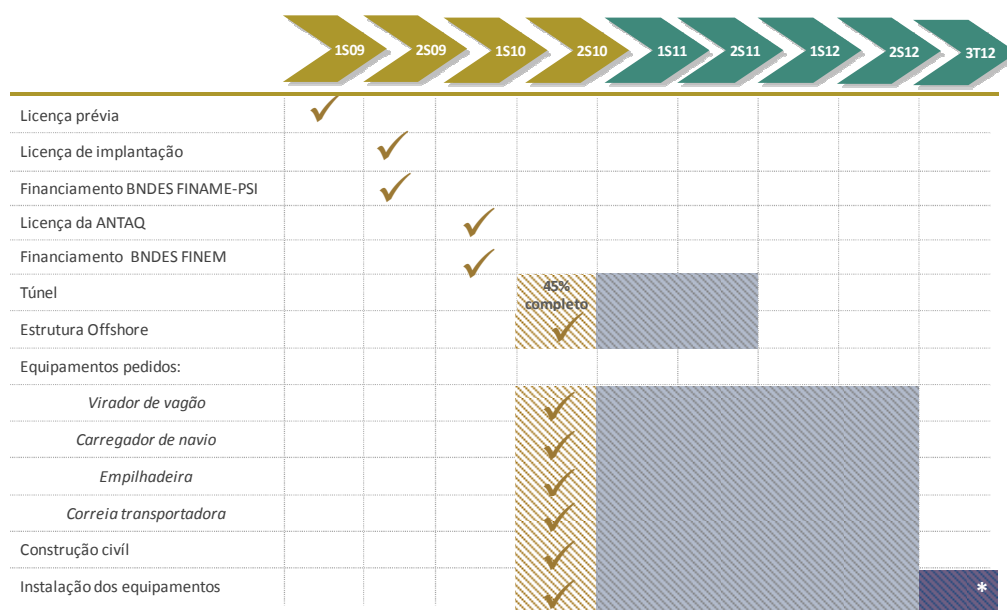 1S09 2S09 1S10 2S10 1S11 2S11 1S12 2S12 3T12
Licença prévia
Licença de implantação
Financiamento BNDES FINAME-PSI
Licença da ANTAQ
Financiamento BNDES FINEM
Túnel
45%
completo
Estrutura Offshore
Equipamentos pedidos:
Virador de vagão
Carregador de navio
Empilhadeira
Correia transportadora
Construção civíl
Instalação dos equipamentos
*